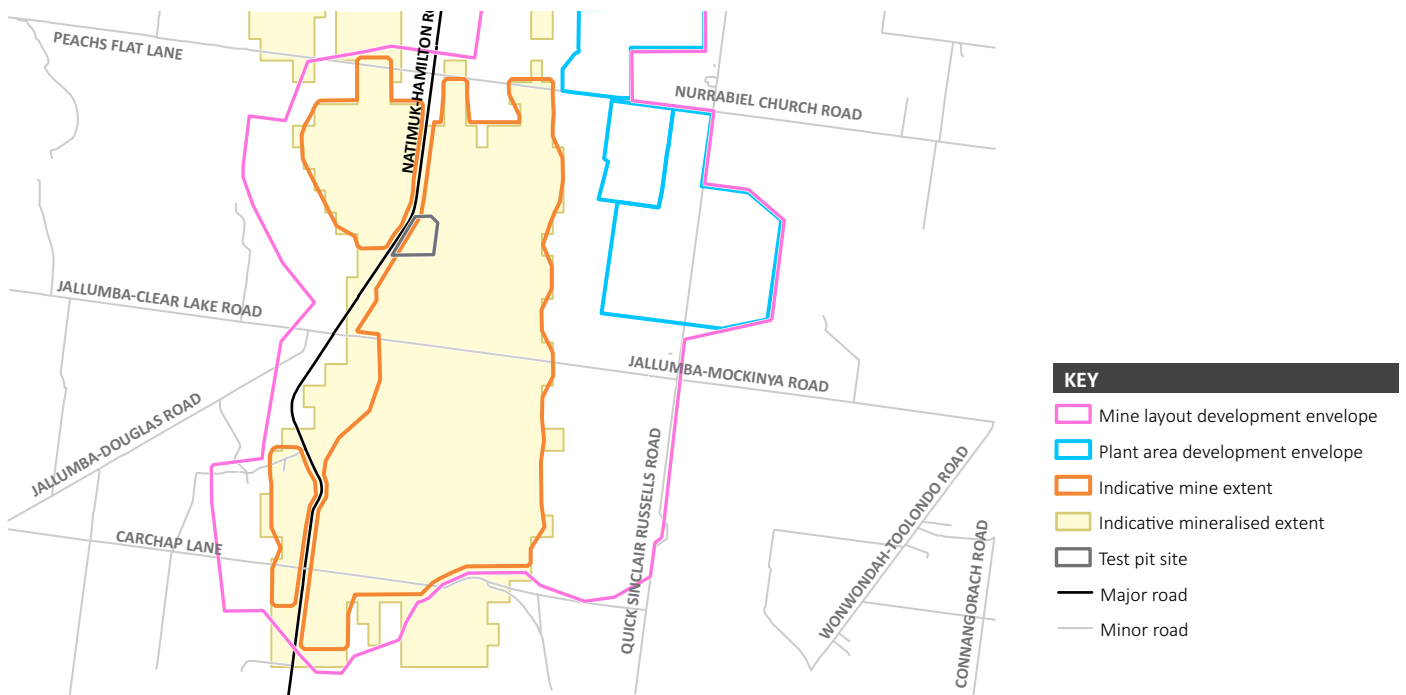 PEACHS FLAT LANE
NATIMUK-HAMILTON R
NURRABIEL CHURCH ROAD
JALLUMBA-CLEAR LAKE ROAD
JALLUMBA-MOCKINYA ROAD
JALLUMBA-DOUGLAS ROAD
CARCHAP LANE
QUICK SINCLAIR RUSSELLS ROAD
WONWONDAH-TOOLONDO ROAD
CONNANGORACH ROAD
KEY
Mine layout development envelope
Plant area development envelope
Indicative mine extent
Indicative mineralised extent
Test pit site
Major road
Minor road